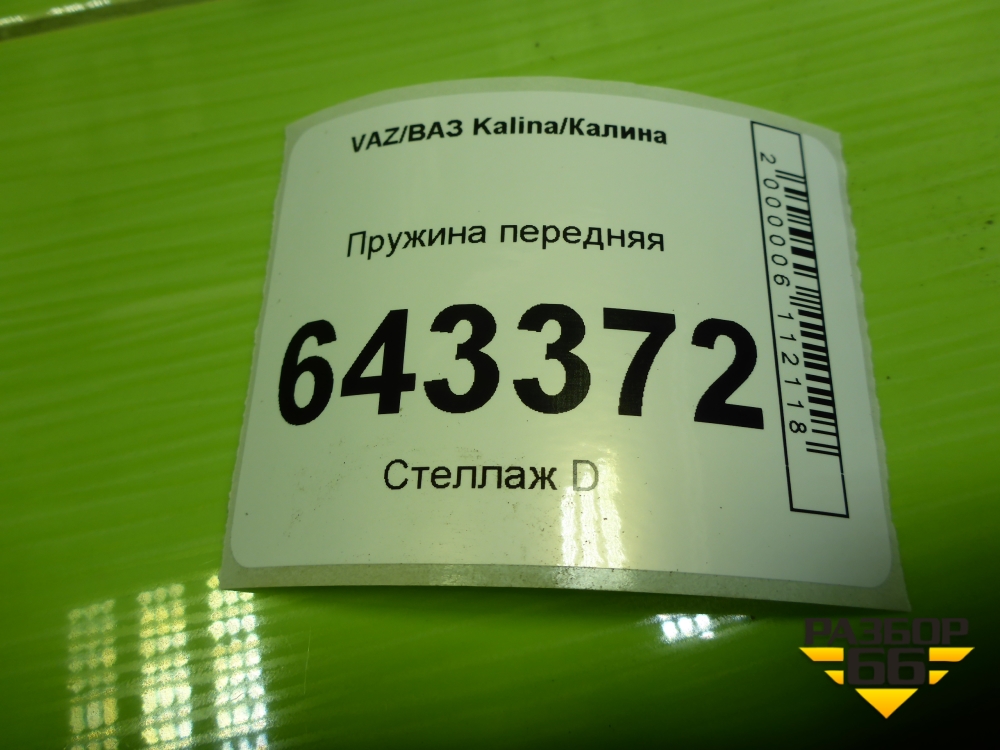 VAZ/ВАЗ Kalina/Калина
Пружина передняя
643372
Стеллаж D
2000006112118
РАЗБОР
66